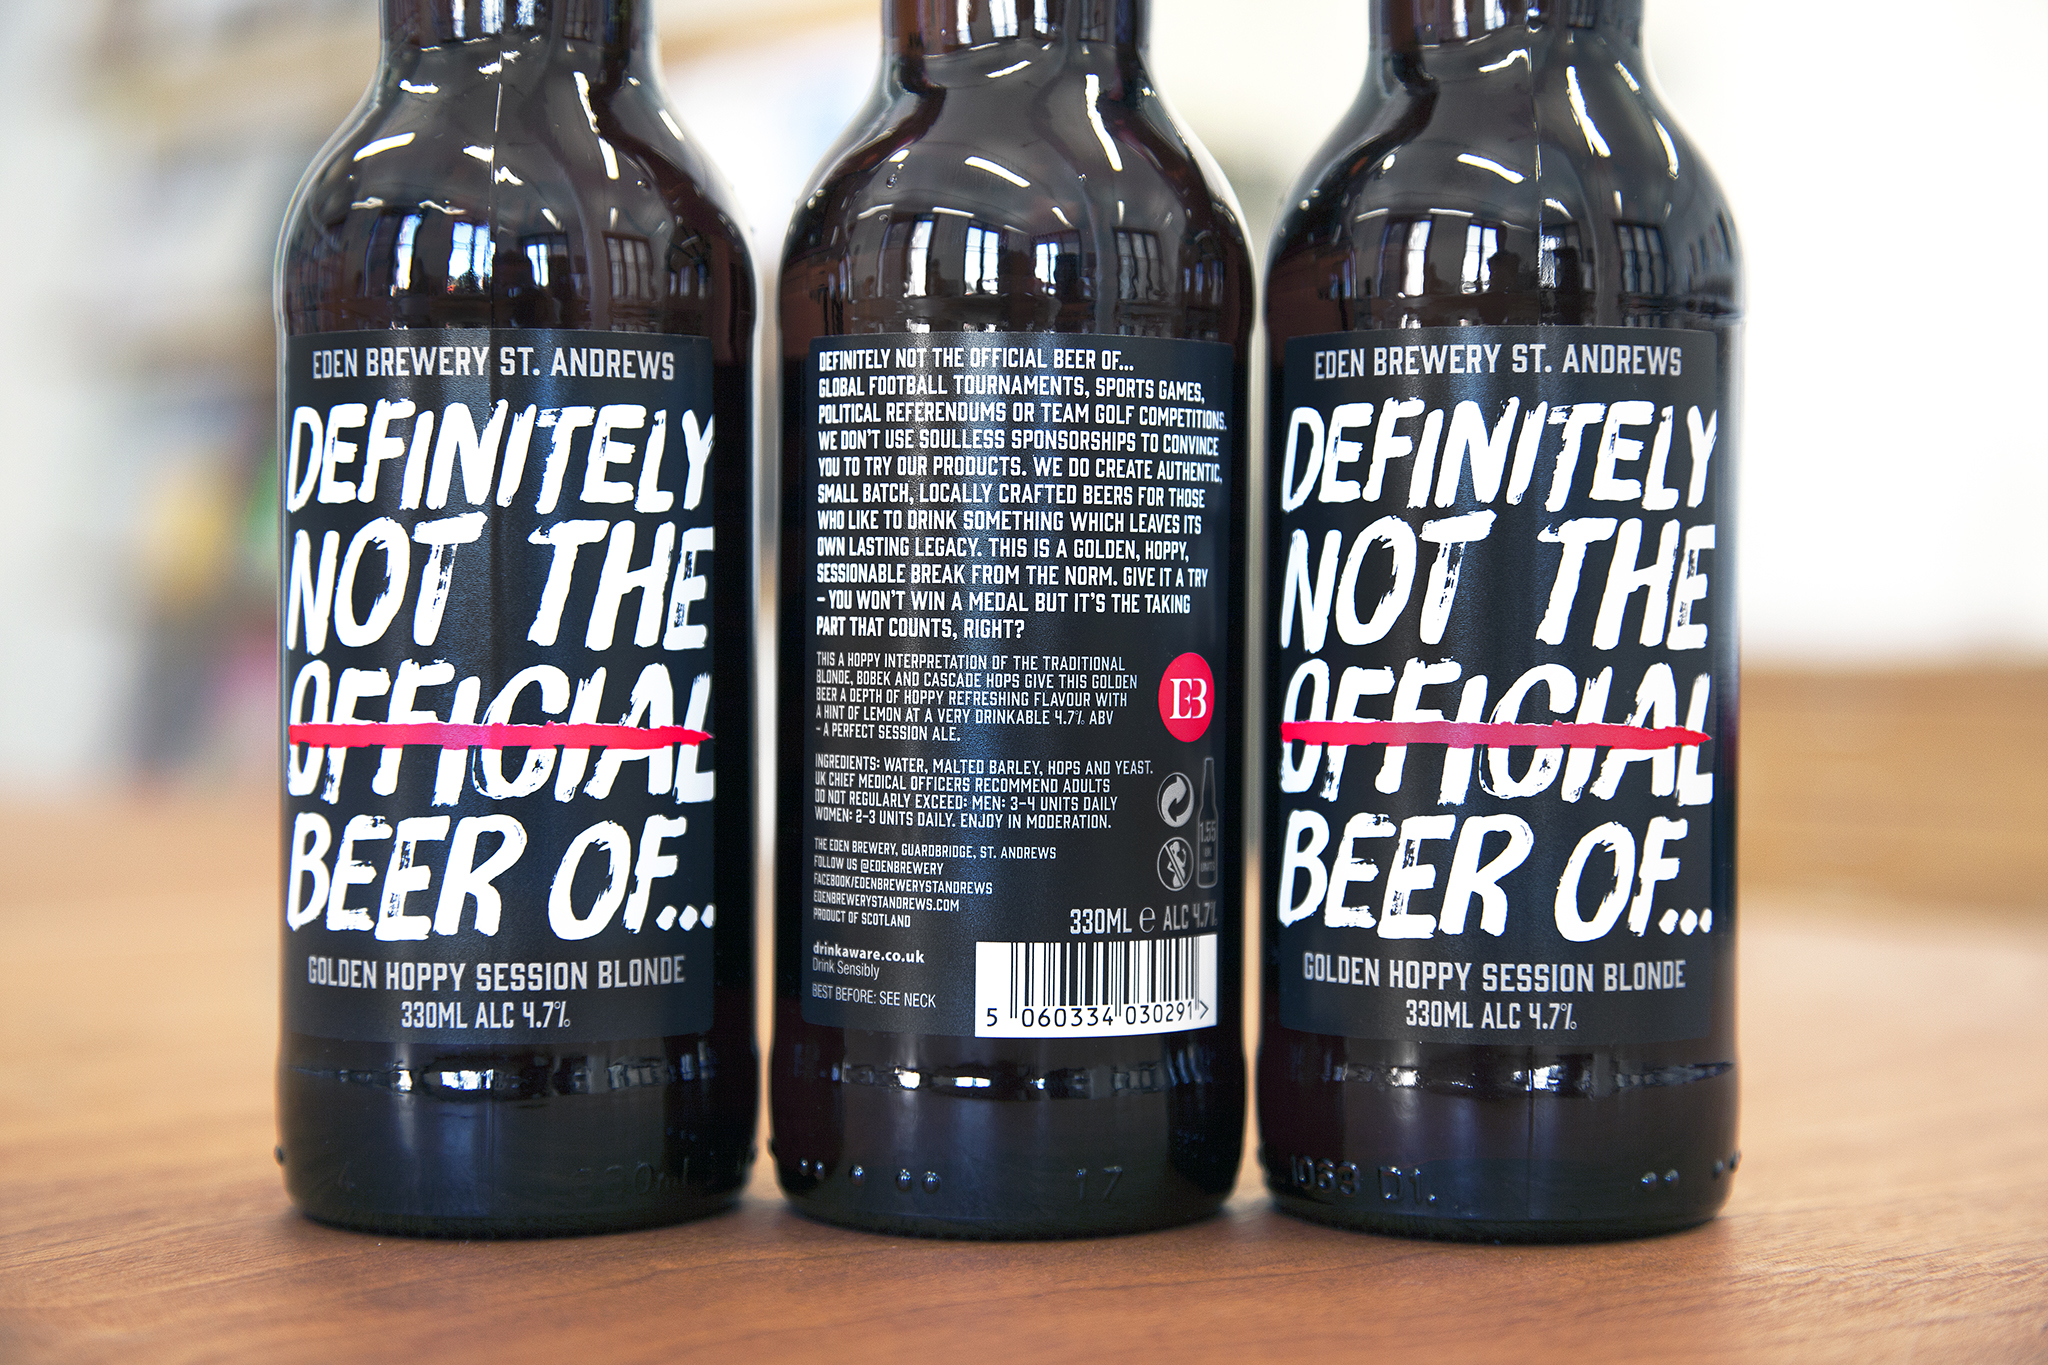 EDEN BREWERY ST. ANDREWS
DEFINITELY
NOT THE
OFFICIAL
BEER OF...
GOLDEN HOPPY SESSION BLONDE
330ML ALC 4.7%
DEFINITELY NOT THE OFFICIAL BEER OF...
GLOBAL FOOTBALL TOURNAMENTS, SPORTS GAMES,
POLITICAL REFERENDUMS OR TEAM GOLF COMPETITIONS.
WE DON'T USE SOULLESS SPONSORSHIPS TO CONVINCE
YOU TO TRY OUR PRODUCTS. WE DO CREATE AUTHENTIC,
SMALL BATCH, LOCALLY CRAFTED BEERS FOR THOSE
WHO LIKE TO DRINK SOMETHING WHICH LEAVES ITS
OWN LASTING LEGACY. THIS IS A GOLDEN, HOPPY,
SESSIONABLE BREAK FROM THE NORM. GIVE IT A TRY
– YOU WON'T WIN A MEDAL BUT IT'S THE TAKING
PART THAT COUNTS, RIGHT?
THIS A HOPPY INTERPRETATION OF THE TRADITIONAL
BLONDE, BOBEK AND CASCADE HOPS GIVE THIS GOLDEN
BEER A DEPTH OF HOPPY REFRESHING FLAVOUR WITH
A HINT OF LEMON AT A VERY DRINKABLE 4.7% ABV
– A PERFECT SESSION ALE.
EB
INGREDIENTS: WATER, MALTED BARLEY, HOPS AND YEAST.
UK CHIEF MEDICAL OFFICERS RECOMMEND ADULTS
DO NOT REGULARLY EXCEED: MEN: 3–4 UNITS DAILY
WOMEN: 2–3 UNITS DAILY. ENJOY IN MODERATION.
1.55
UK
UNITS
THE EDEN BREWERY, GUARDBRIDGE, ST. ANDREWS
FOLLOW US @EDENBREWERY
FACEBOOK/EDENBREWERYSTANDREWS
EDENBREWERYSTANDREWS.COM
PRODUCT OF SCOTLAND
330ML e ALC 4.7%
drinkaware.co.uk
Drink Sensibly
BEST BEFORE: SEE NECK
5 060334 030291 >
17
EDEN BREWERY ST. ANDREWS
DEFINITELY
NOT THE
OFFICIAL
BEER OF...
GOLDEN HOPPY SESSION BLONDE
330ML ALC 4.7%